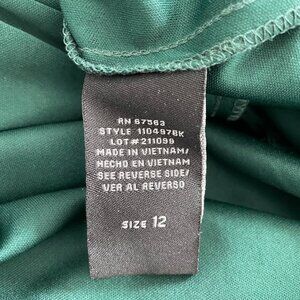 RN 67563
STYLE 110497BK
LOT# 211099
MADE IN VIETNAM/
HECHO EN VIETNAM
SEE REVERSE SIDE/
VER AL REVERSO
SIZE 12